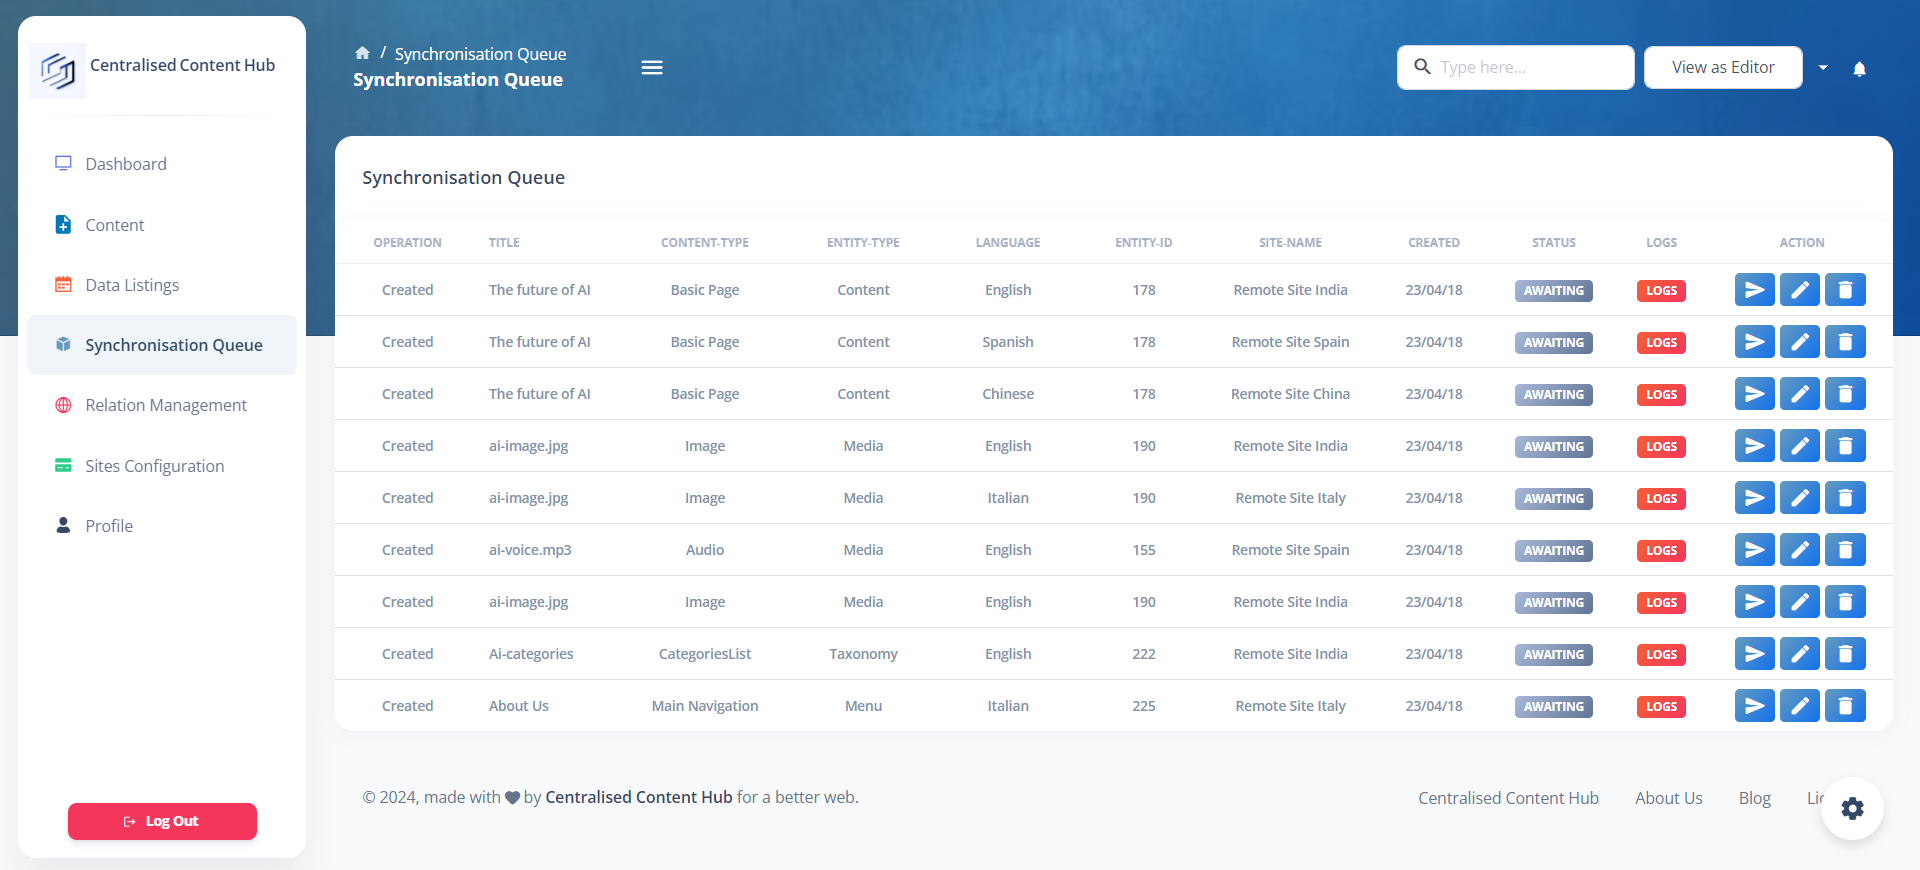 Centralised Content Hub
Dashboard
Content
Data Listings
Synchronisation Queue
Relation Management
Sites Configuration
Profile
Log Out
/ Synchronisation Queue
Synchronisation Queue
Type here...
View as Editor
Synchronisation Queue
OPERATION TITLE CONTENT-TYPE ENTITY-TYPE LANGUAGE ENTITY-ID SITE-NAME CREATED STATUS LOGS ACTION
Created The future of AI Basic Page Content English 178 Remote Site India 23/04/18 AWAITING LOGS
Created The future of AI Basic Page Content Spanish 178 Remote Site Spain 23/04/18 AWAITING LOGS
Created The future of AI Basic Page Content Chinese 178 Remote Site China 23/04/18 AWAITING LOGS
Created ai-image.jpg Image Media English 190 Remote Site India 23/04/18 AWAITING LOGS
Created ai-image.jpg Image Media Italian 190 Remote Site Italy 23/04/18 AWAITING LOGS
Created ai-voice.mp3 Audio Media English 155 Remote Site Spain 23/04/18 AWAITING LOGS
Created ai-image.jpg Image Media English 190 Remote Site India 23/04/18 AWAITING LOGS
Created Ai-categories CategoriesList Taxonomy English 222 Remote Site India 23/04/18 AWAITING LOGS
Created About Us Main Navigation Menu Italian 225 Remote Site Italy 23/04/18 AWAITING LOGS
© 2024, made with by Centralised Content Hub for a better web.
Centralised Content Hub About Us Blog